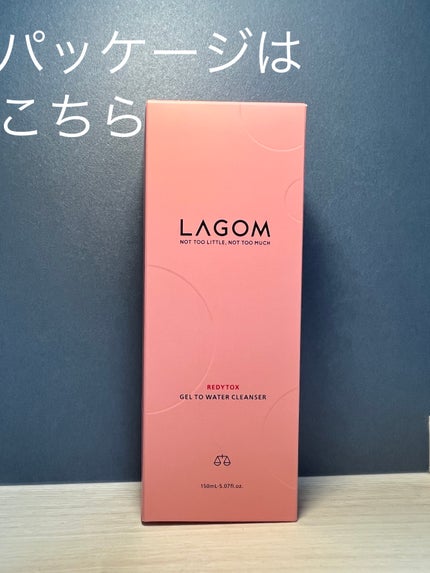 パッケージは
こちら
LAGOM
NOT TOO LITTLE, NOT TOO MUCH
REDYTOX
GEL TO WATER CLEANSER
150mL·5.07fl.oz.